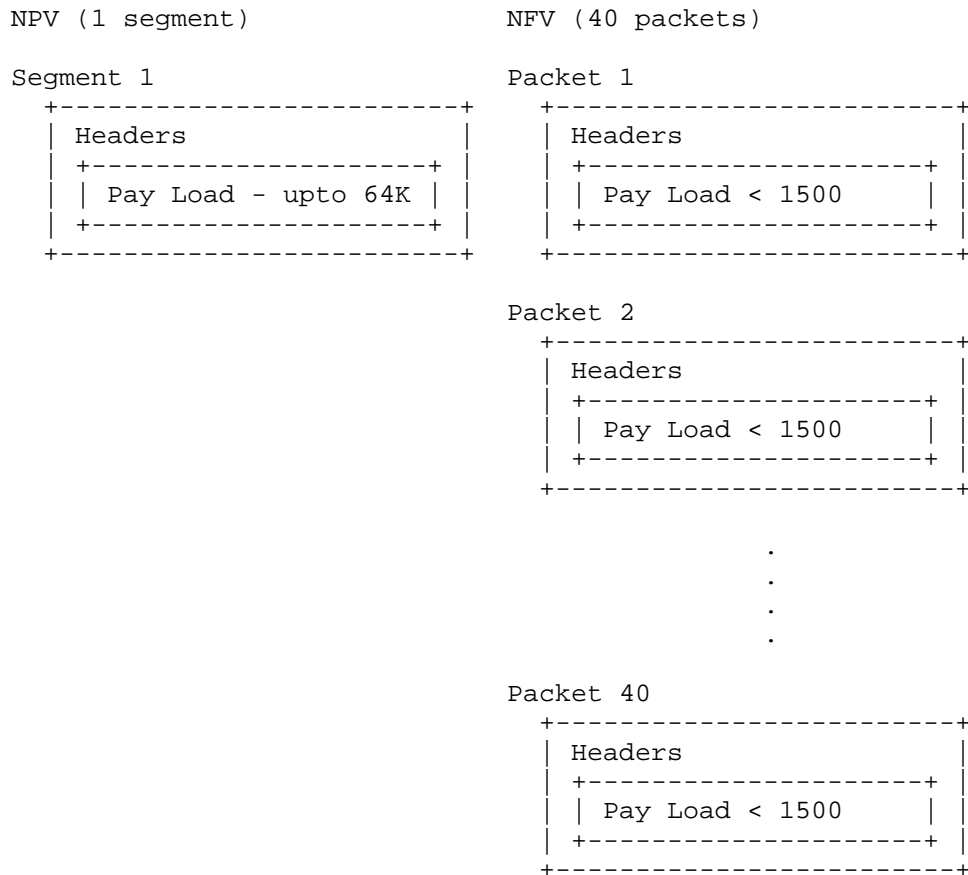 NPV (1 segment) NFV (40 packets)
Segment 1 Packet 1
Headers Headers
Pay Load - upto 64K Pay Load < 1500
Packet 2
Headers
Pay Load < 1500
.
.
.
.
Packet 40
Headers
Pay Load < 1500